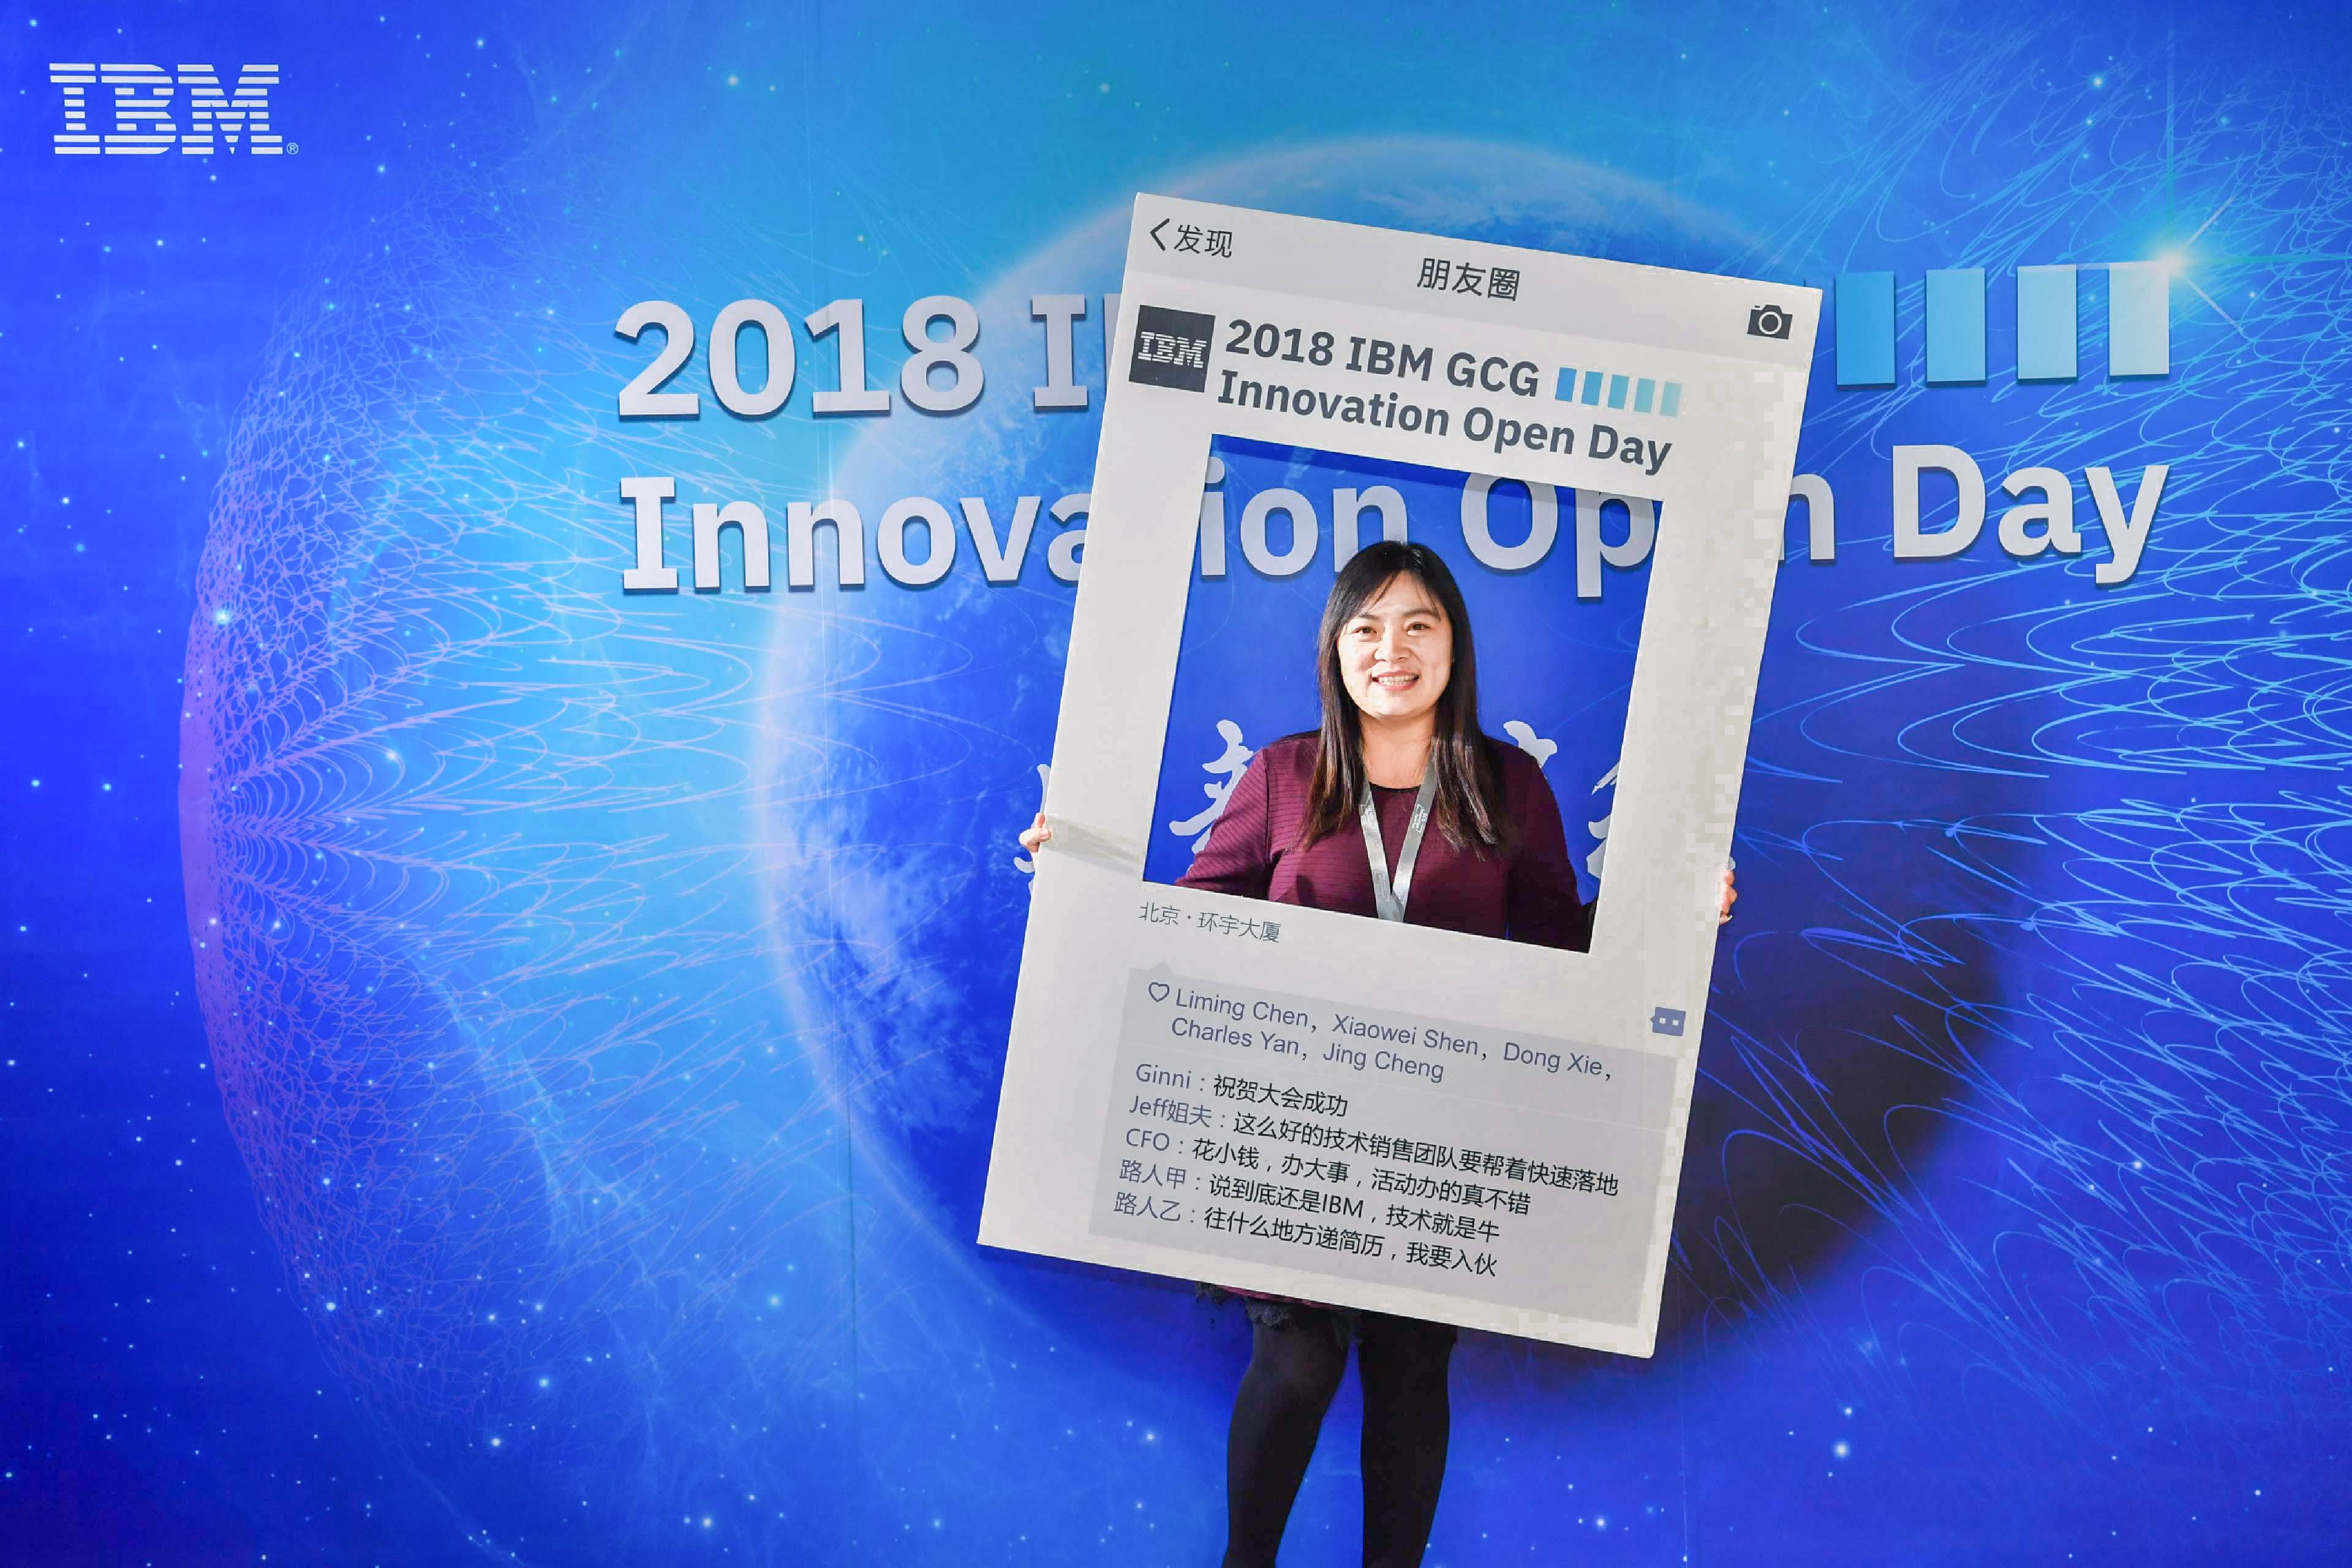 IBM®
2018 I
Innova ion Op n Day
发现
朋友圈
IBM
2018 IBM GCG
Innovation Open Day
北京·环宇大厦
Liming Chen，Xiaowei Shen，Dong Xie，
Charles Yan，Jing Cheng
Ginni：祝贺大会成功
Jeff姐夫：这么好的技术销售团队要帮着快速落地
CFO：花小钱，办大事，活动办的真不错
路人甲：说到底还是IBM，技术就是牛
路人乙：往什么地方递简历，我要入伙